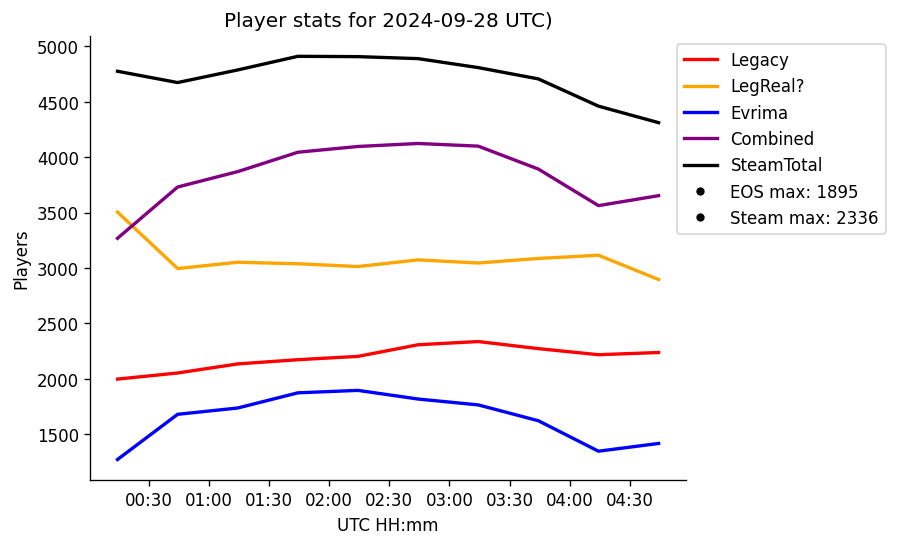 Player stats for 2024-09-28 UTC)
5000
4500
4000
3500
3000
2500
2000
1500
Players
00:30 01:00 01:30 02:00 02:30 03:00 03:30 04:00 04:30
UTC HH:mm
Legacy
LegReal?
Evrima
Combined
SteamTotal
EOS max: 1895
Steam max: 2336